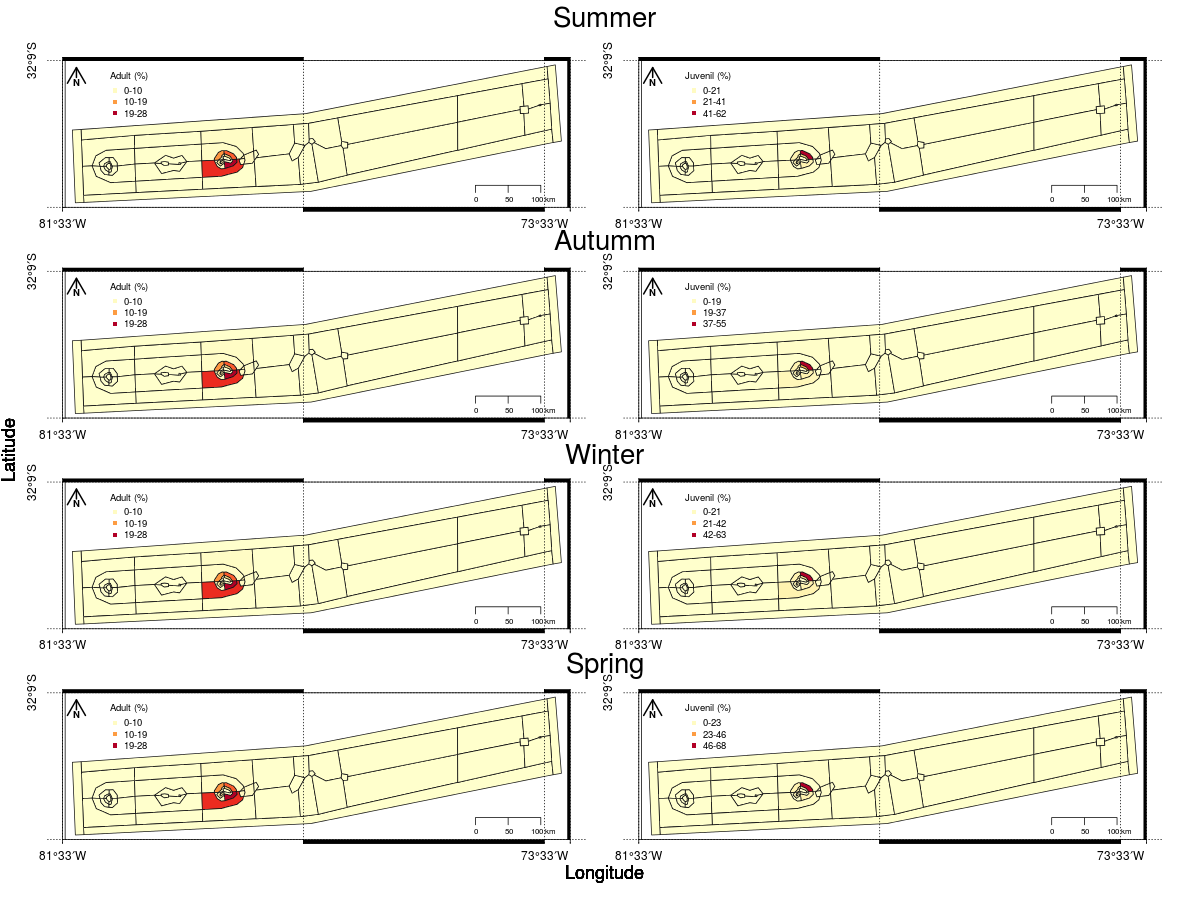 Summer
32°9'S
N
Adult (%)
0-10
10-19
19-28
0 50 100 km
81°33'W 73°33'W
32°9'S
N
Juvenil (%)
0-21
21-41
41-62
0 50 100 km
81°33'W 73°33'W
Autumm
32°9'S
N
Adult (%)
0-10
10-19
19-28
0 50 100 km
81°33'W 73°33'W
32°9'S
N
Juvenil (%)
0-19
19-37
37-55
0 50 100 km
81°33'W 73°33'W
Latitude
Winter
32°9'S
N
Adult (%)
0-10
10-19
19-28
0 50 100 km
81°33'W 73°33'W
32°9'S
N
Juvenil (%)
0-21
21-42
42-63
0 50 100 km
81°33'W 73°33'W
Spring
32°9'S
N
Adult (%)
0-10
10-19
19-28
0 50 100 km
81°33'W 73°33'W
32°9'S
N
Juvenil (%)
0-23
23-46
46-68
0 50 100 km
81°33'W 73°33'W
Longitude